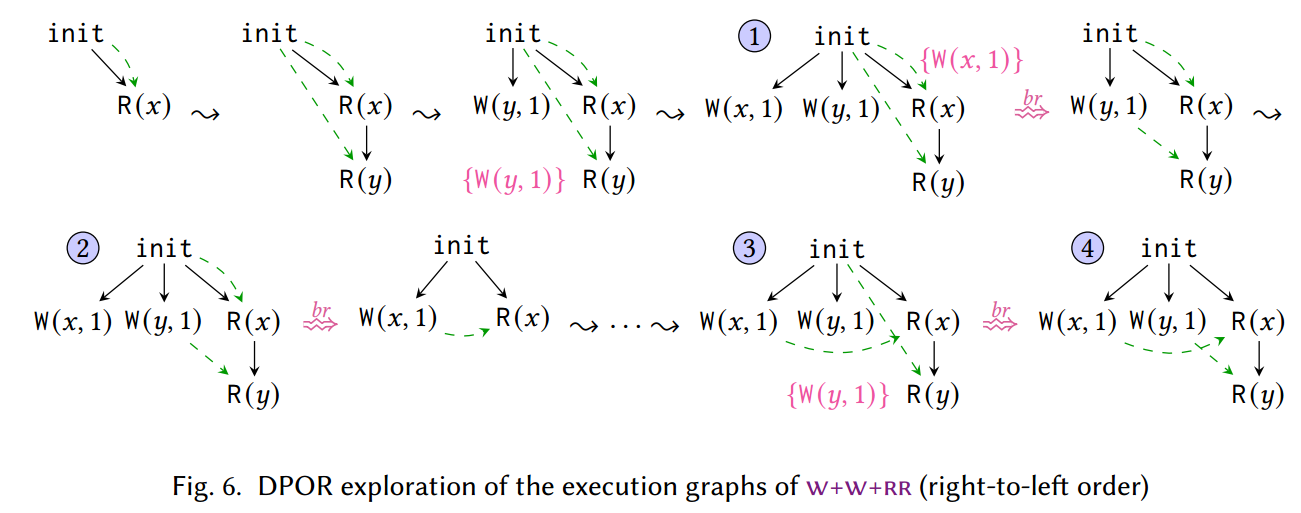 init init init ① init {W(x, 1)} init
R(x) ⤳ R(x) ⤳ W(y, 1) R(x) ⤳ W(x, 1) W(y, 1) R(x) br W(y, 1) R(x) ⤳
R(y) {W(y, 1)} R(y) R(y) R(y)
② init init ③ init ④ init
W(x, 1) W(y, 1) R(x) br W(x, 1) R(x) ⤳ ··· ⤳ W(x, 1) W(y, 1) R(x) br W(x, 1) W(y, 1) R(x)
R(y) {W(y, 1)} R(y) R(y)
Fig. 6. DPOR exploration of the execution graphs of W+W+RR (right-to-left order)